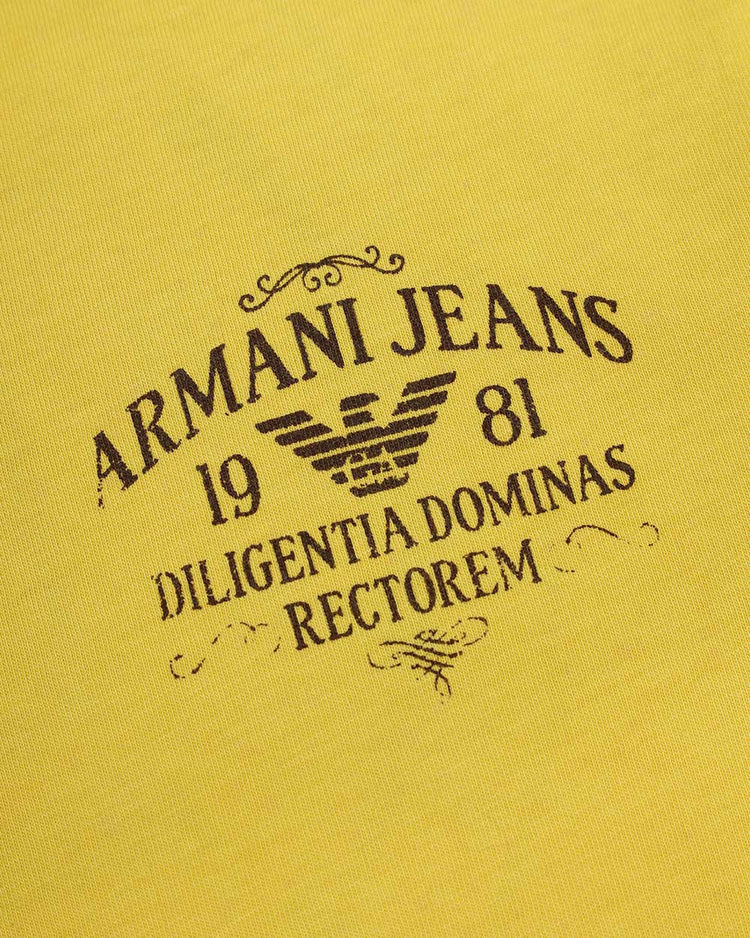 ARMANI JEANS
19 81
DILIGENTIA DOMINAS
RECTOREM